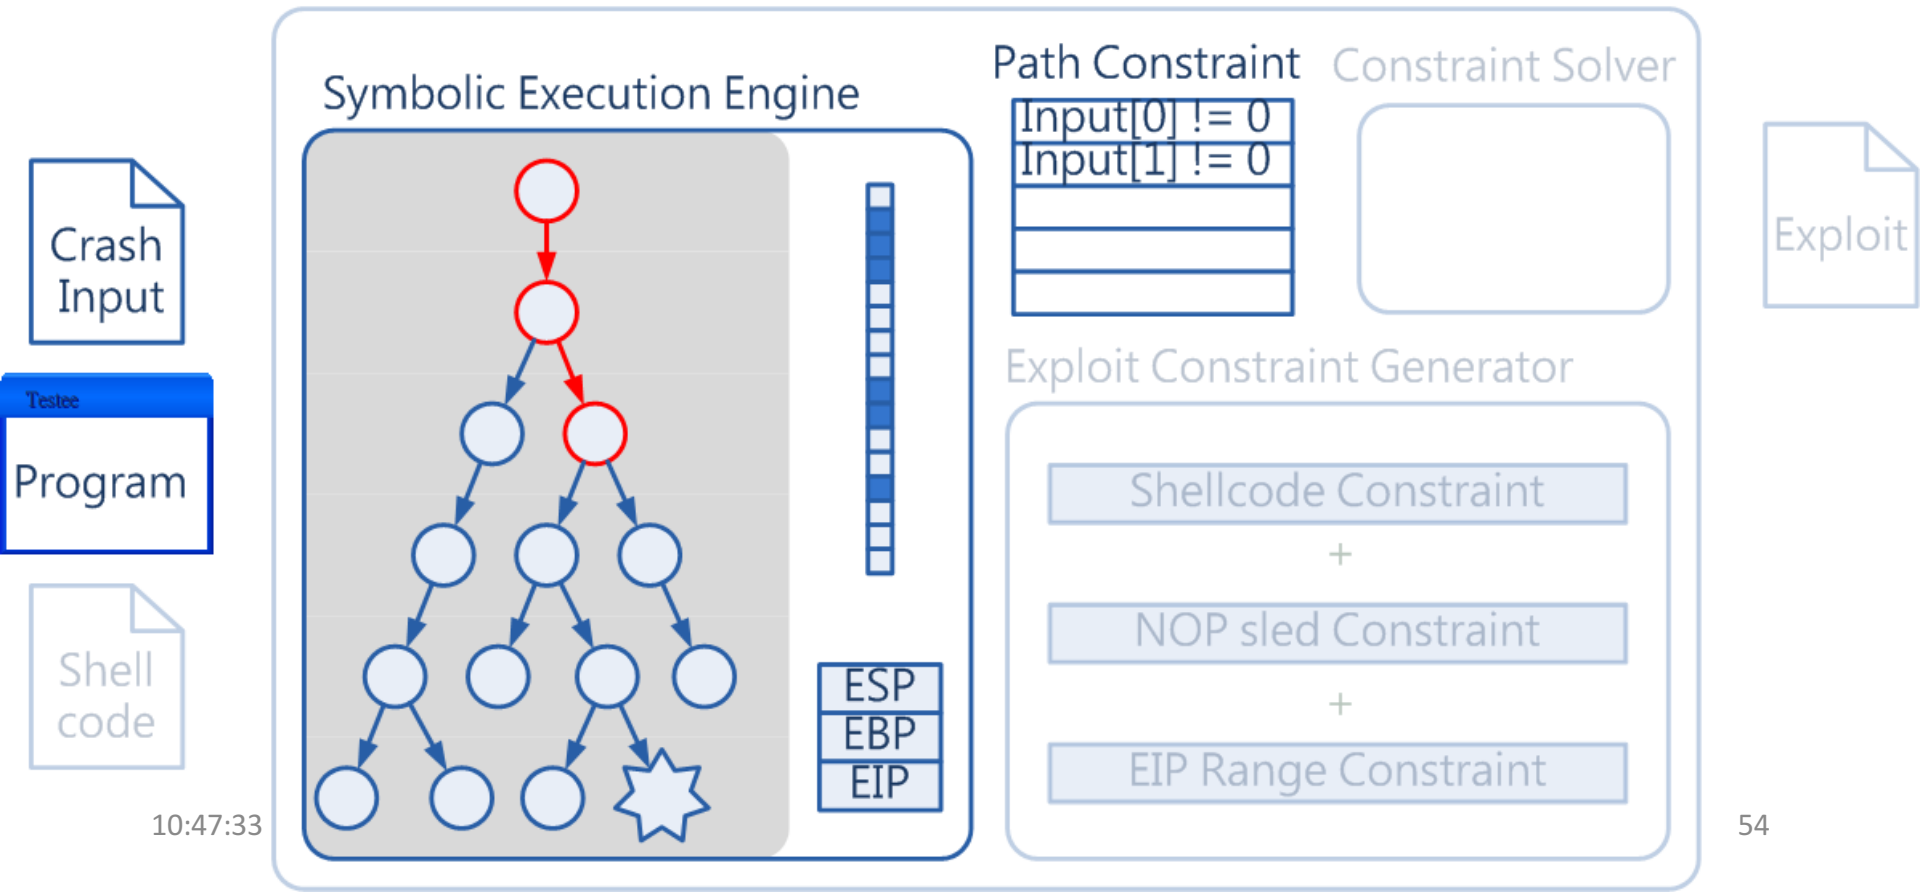 Symbolic Execution Engine
Path Constraint
Constraint Solver
Input[0] != 0
Input[1] != 0
Crash
Input
Testee
Program
Shell
code
Exploit
Exploit Constraint Generator
Shellcode Constraint
+
NOP sled Constraint
+
EIP Range Constraint
ESP
EBP
EIP
10:47:33
54